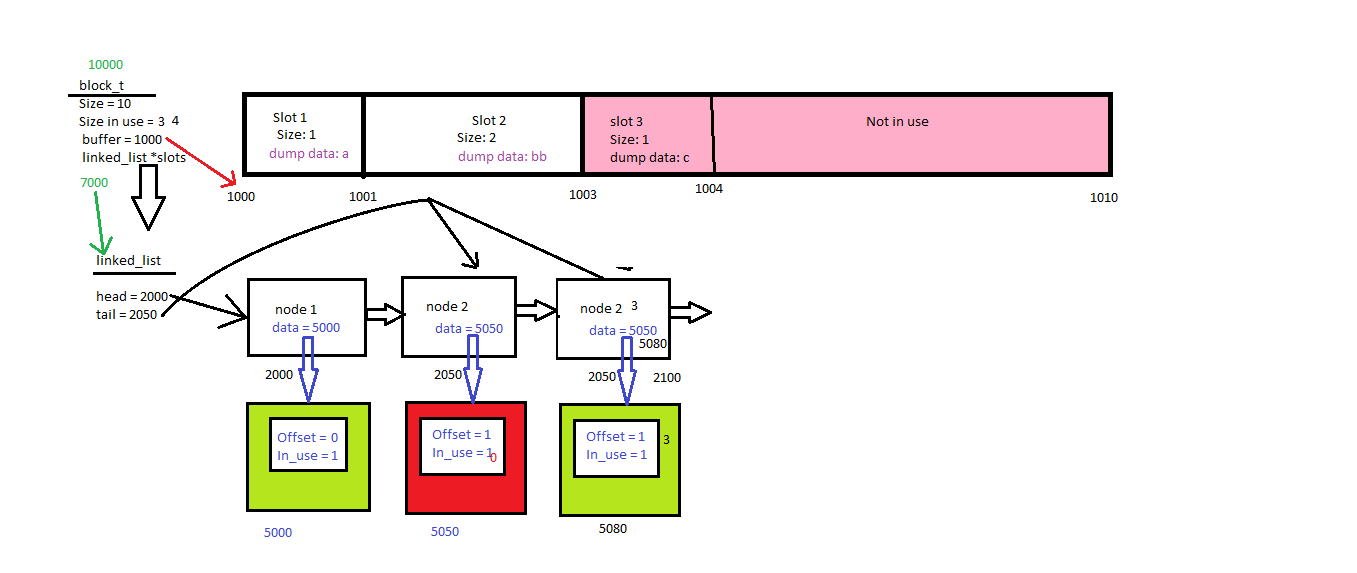 10000
block_t
Size = 10
Size in use = 3 4
buffer = 1000
linked_list *slots
7000
Slot 1
Size: 1
dump data: a
Slot 2
Size: 2
dump data: bb
slot 3
Size: 1
dump data: c
Not in use
1000
1001
1003
1004
1010
linked_list
head = 2000
tail = 2050
node 1
data = 5000
node 2
data = 5050
node 2 3
data = 5050
5080
2000
2050
2050
2100
Offset = 0
In_use = 1
Offset = 1
In_use = 1
0
Offset = 1
3
In_use = 1
5000
5050
5080